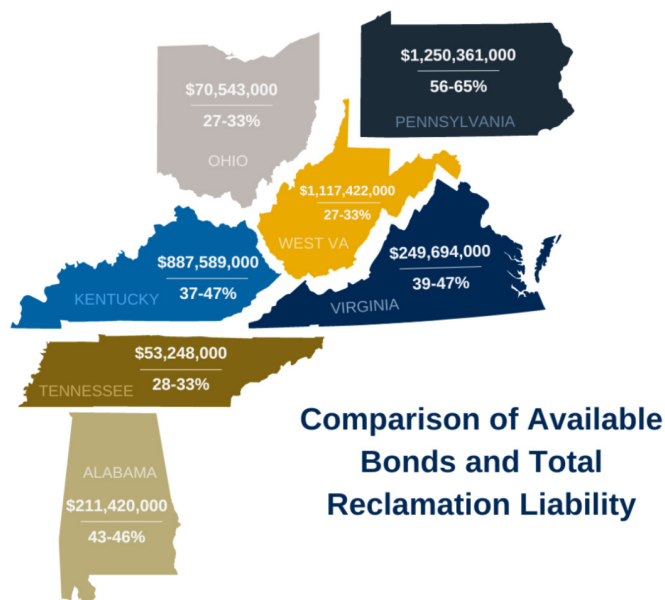 $1,250,361,000
56-65%
PENNSYLVANIA
$70,543,000
27-33%
OHIO
$1,117,422,000
27-33%
WEST VA
$887,589,000
37-47%
KENTUCKY
$249,694,000
39-47%
VIRGINIA
$53,248,000
28-33%
TENNESSEE
ALABAMA
$211,420,000
43-46%
Comparison of Available
Bonds and Total
Reclamation Liability